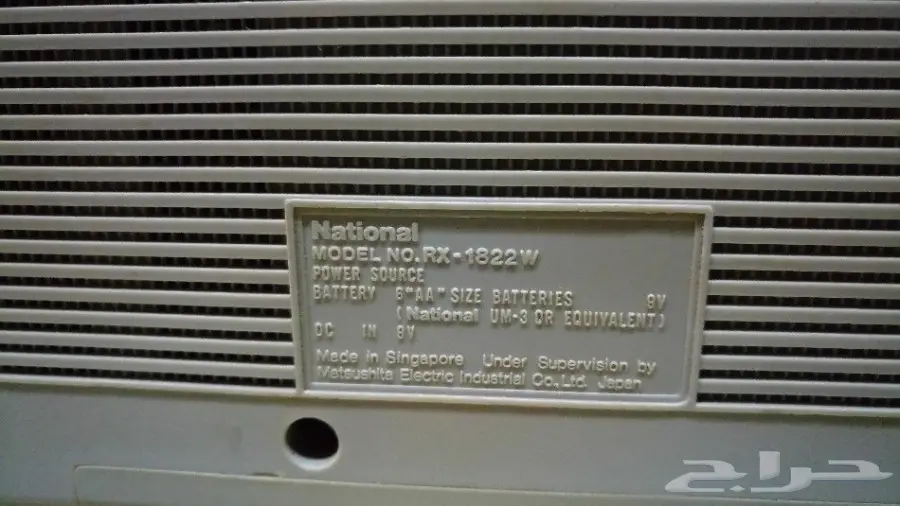 National
MODEL NO. RX-1822W
POWER SOURCE
BATTERY 6"AA" SIZE BATTERIES 9V
(National UM-3 OR EQUIVALENT)
DC IN 9V
Made in Singapore Under Supervision by
Matsushita Electric Industrial Co., Ltd. Japan
حراج